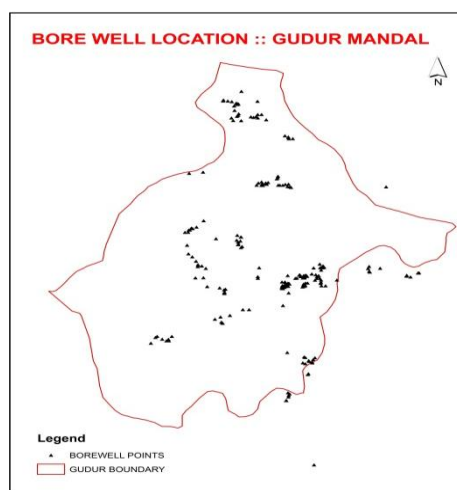 BORE WELL LOCATION :: GUDUR MANDAL
N
Legend
BOREWELL POINTS
GUDUR BOUNDARY